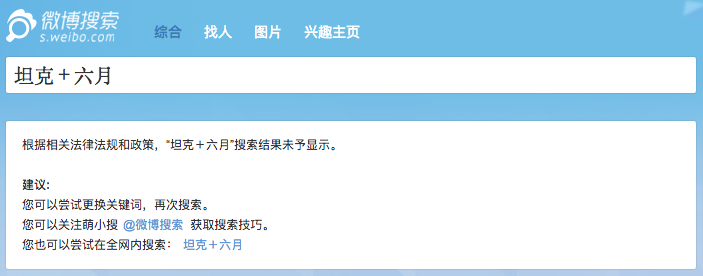 微博搜索
s.weibo.com
综合 找人 图片 兴趣主页
坦克＋六月
根据相关法律法规和政策，“坦克＋六月”搜索结果未予显示。
建议:
您可以尝试更换关键词，再次搜索。
您可以关注萌小搜 @微博搜索 获取搜索技巧。
您也可以尝试在全网内搜索： 坦克＋六月